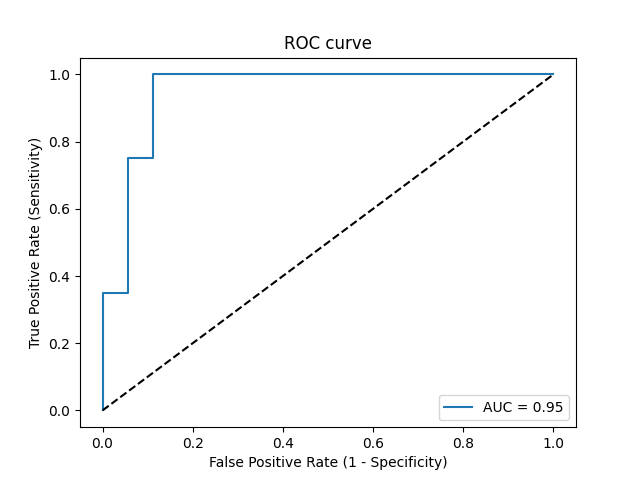 ROC curve
True Positive Rate (Sensitivity)
1.0
0.8
0.6
0.4
0.2
0.0
AUC = 0.95
0.0 0.2 0.4 0.6 0.8 1.0
False Positive Rate (1 - Specificity)